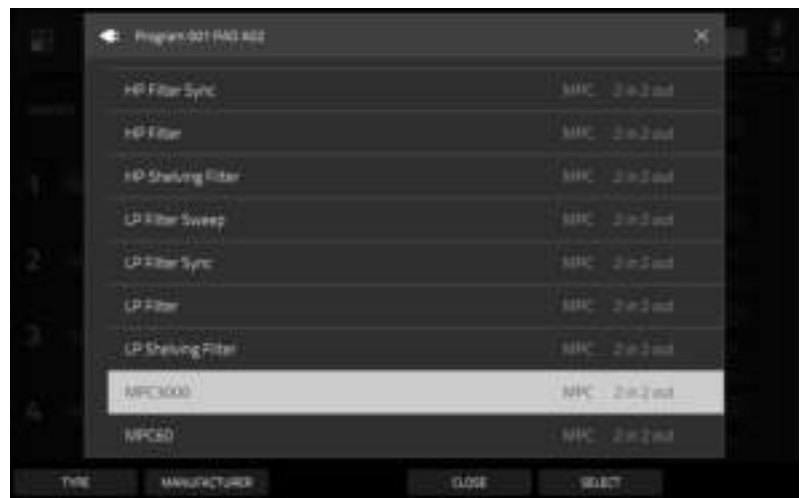 Program 001 PAD A02
HP Filter Sync MPC 2 in 2 out
HP Filter MPC 2 in 2 out
HP Shelving Filter MPC 2 in 2 out
LP Filter Sweep MPC 2 in 2 out
LP Filter Sync MPC 2 in 2 out
LP Filter MPC 2 in 2 out
LP Shelving Filter MPC 2 in 2 out
MPC3000 MPC 2 in 2 out
MPC60 MPC 2 in 2 out
1
2
3
4
TYPE MANUFACTURER CLOSE SELECT